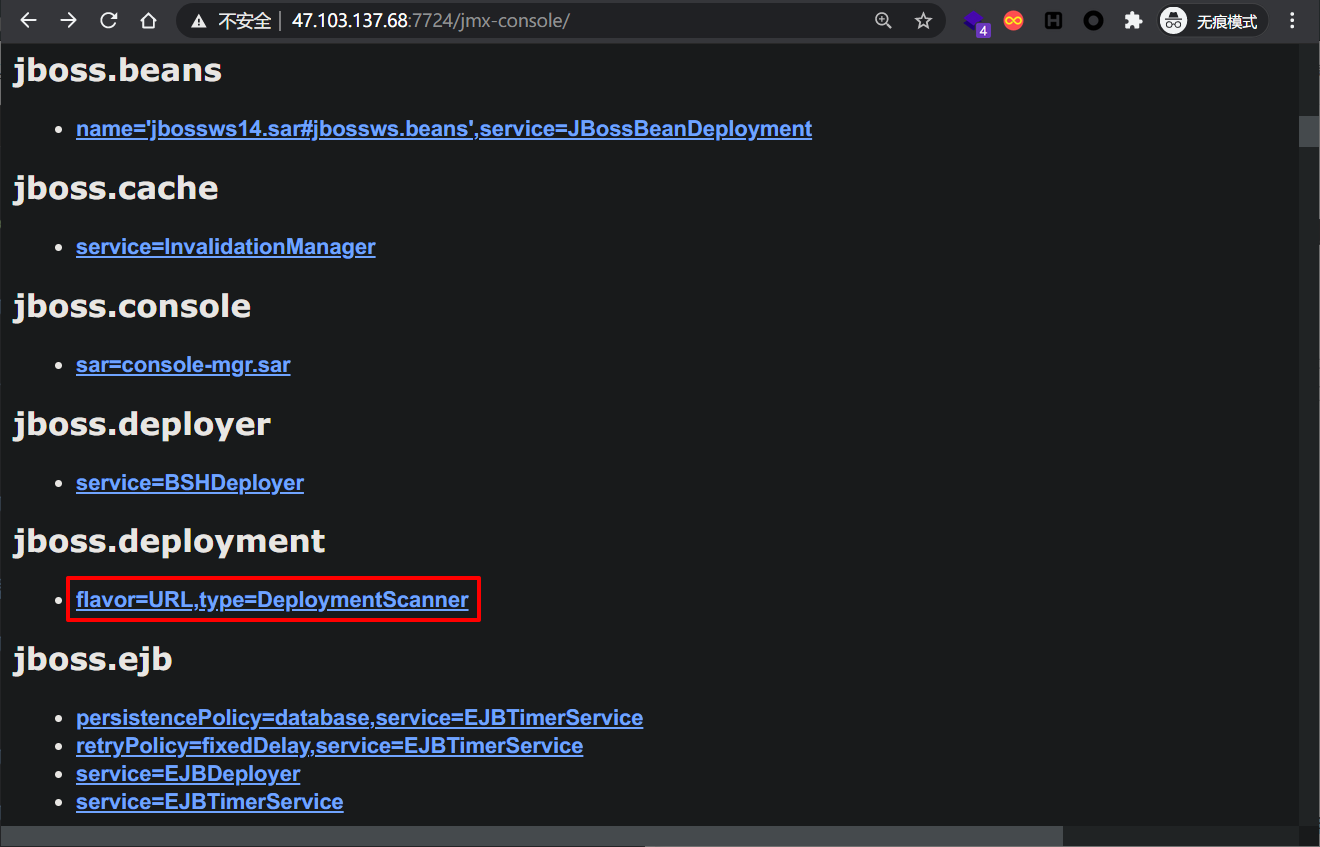 不安全 | 47.103.137.68:7724/jmx-console/
4
无痕模式
jboss.beans
name='jbossws14.sar#jbossws.beans',service=JBossBeanDeployment
jboss.cache
service=InvalidationManager
jboss.console
sar=console-mgr.sar
jboss.deployer
service=BSHDeployer
jboss.deployment
flavor=URL,type=DeploymentScanner
jboss.ejb
persistencePolicy=database,service=EJBTimerService
retryPolicy=fixedDelay,service=EJBTimerService
service=EJBDeployer
service=EJBTimerService